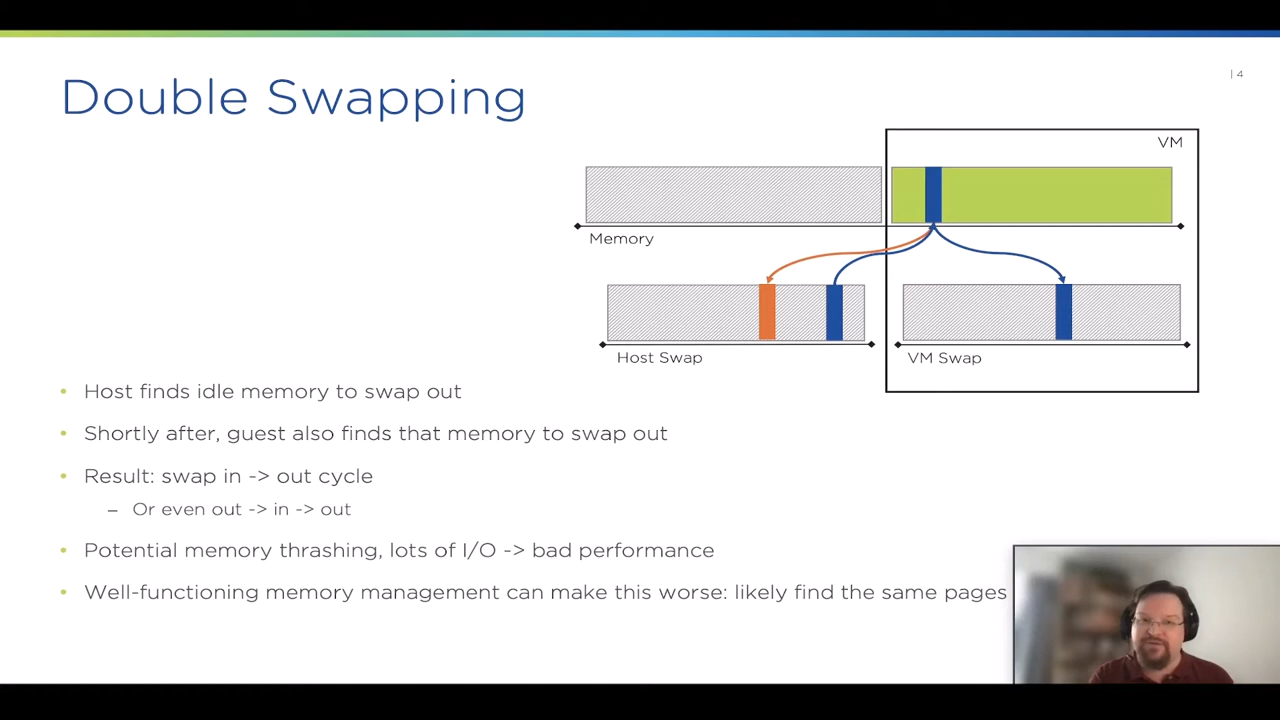 | 4
Double Swapping
VM
Memory
Host Swap
VM Swap
• Host finds idle memory to swap out
• Shortly after, guest also finds that memory to swap out
• Result: swap in -> out cycle
– Or even out -> in -> out
• Potential memory thrashing, lots of I/O -> bad performance
• Well-functioning memory management can make this worse: likely find the same pages